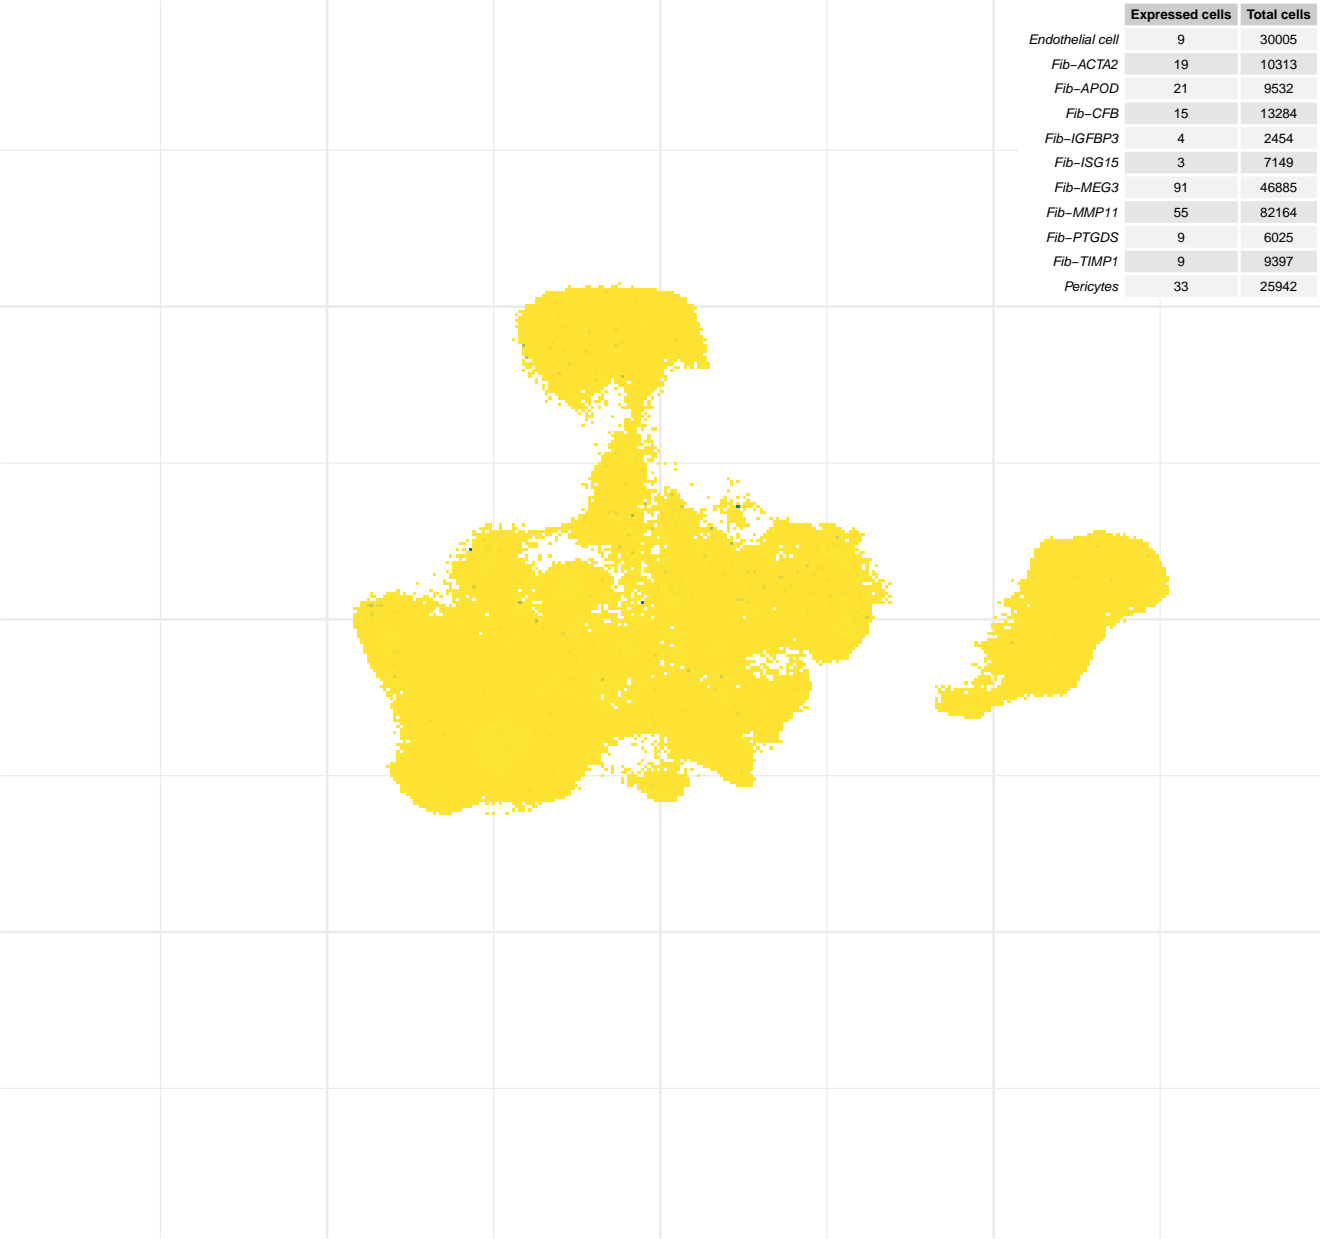 Expressed cells Total cells
Endothelial cell 9 30005
Fib−ACTA2 19 10313
Fib−APOD 21 9532
Fib−CFB 15 13284
Fib−IGFBP3 4 2454
Fib−ISG15 3 7149
Fib−MEG3 91 46885
Fib−MMP11 55 82164
Fib−PTGDS 9 6025
Fib−TIMP1 9 9397
Pericytes 33 25942